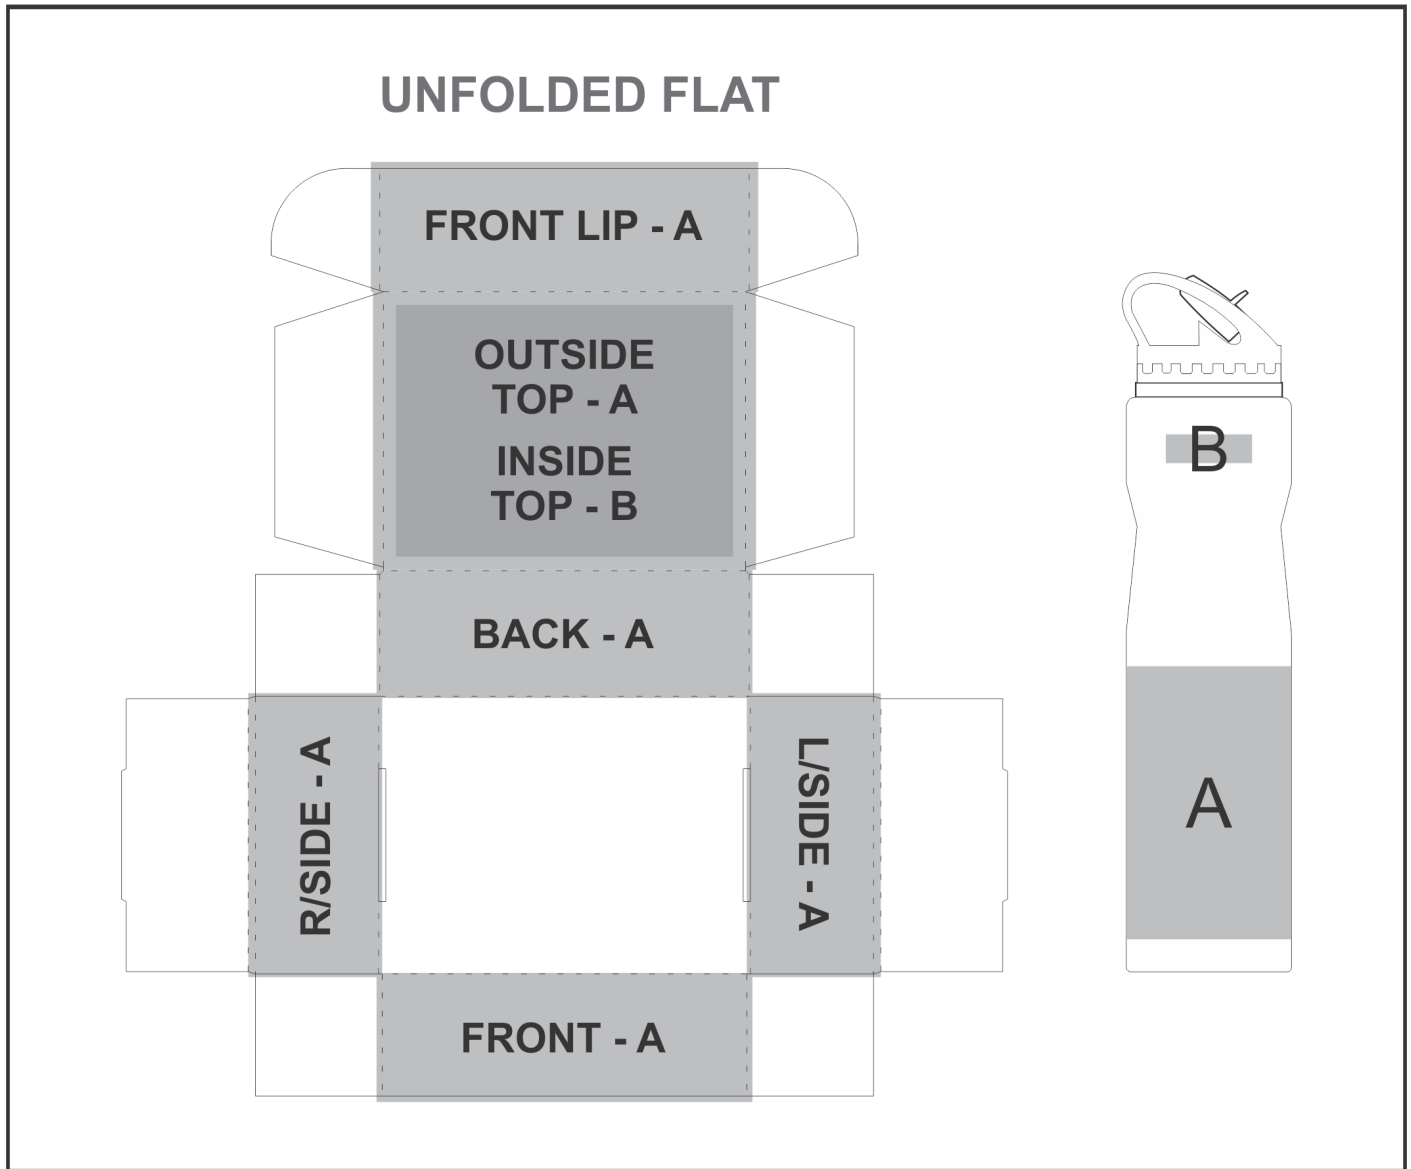 UNFOLDED FLAT
FRONT LIP - A
OUTSIDE
TOP - A
INSIDE
TOP - B
BACK - A
R/SIDE - A
L/SIDE - A
FRONT - A
B
A